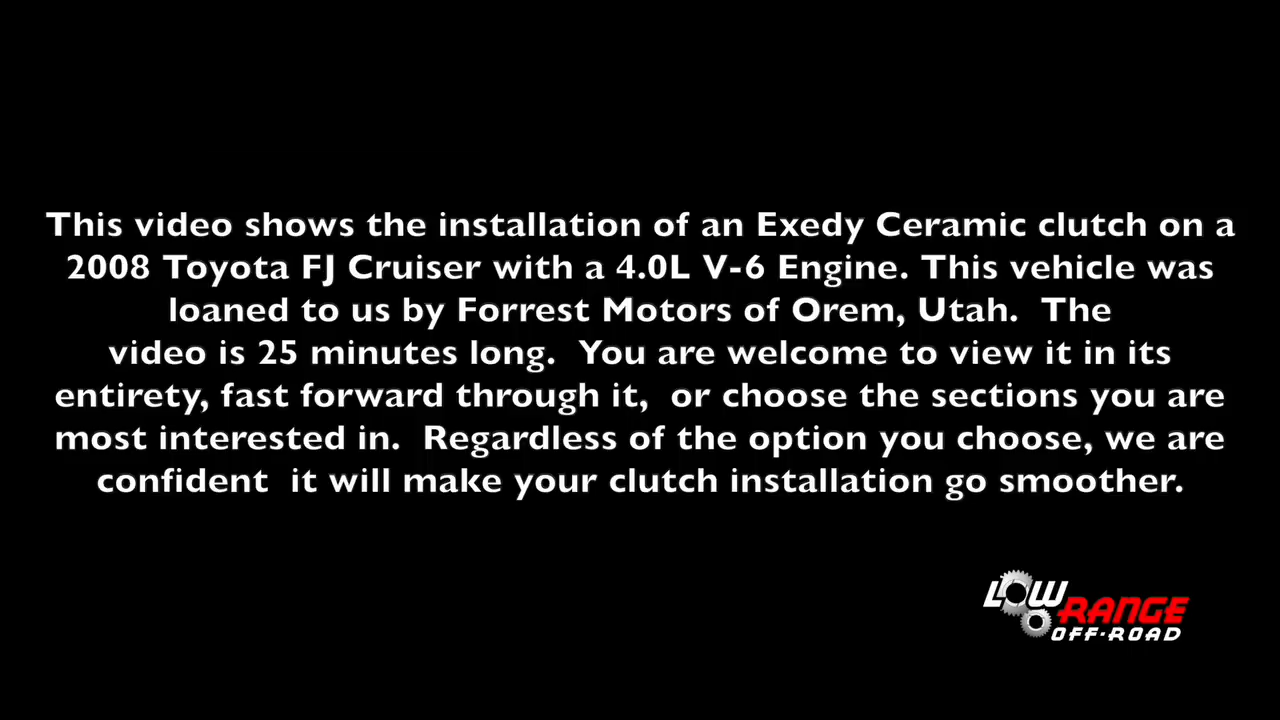 This video shows the installation of an Exedy Ceramic clutch on a
2008 Toyota FJ Cruiser with a 4.0L V-6 Engine. This vehicle was
loaned to us by Forrest Motors of Orem, Utah.  The
video is 25 minutes long.  You are welcome to view it in its
entirety, fast forward through it,  or choose the sections you are
most interested in.  Regardless of the option you choose, we are
confident  it will make your clutch installation go smoother.
LOW
RANGE
OFF-ROAD